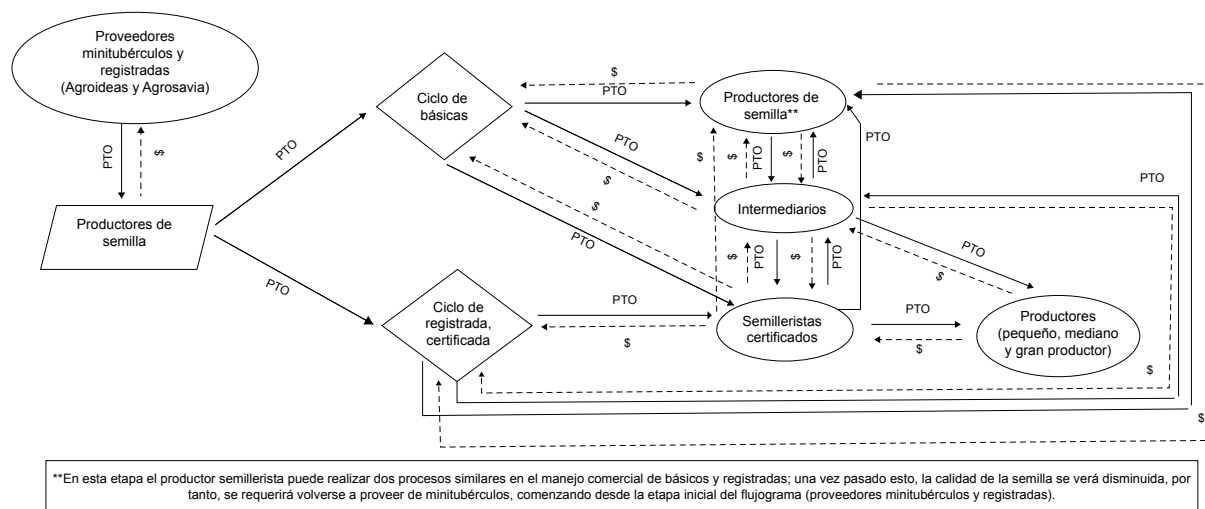 Proveedores
minitubérculos y
registradas
(Agroideas y Agrosavia)
PTO
$
Productores de
semilla
PTO
PTO
Ciclo de
básicas
$
PTO
Productores de
semilla**
PTO
$
PTO
$
PTO
$
$
PTO
$
PTO
PTO
Intermediarios
PTO
$
$
PTO
$
PTO
Ciclo de
registrada,
certificada
PTO
$
Semilleristas
certificados
PTO
$
Productores
(pequeño, mediano
y gran productor)
$
$
**En esta etapa el productor semillerista puede realizar dos procesos similares en el manejo comercial de básicos y registradas; una vez pasado esto, la calidad de la semilla se verá disminuida, por
tanto, se requerirá volverse a proveer de minitubérculos, comenzando desde la etapa inicial del flujograma (proveedores minitubérculos y registradas).